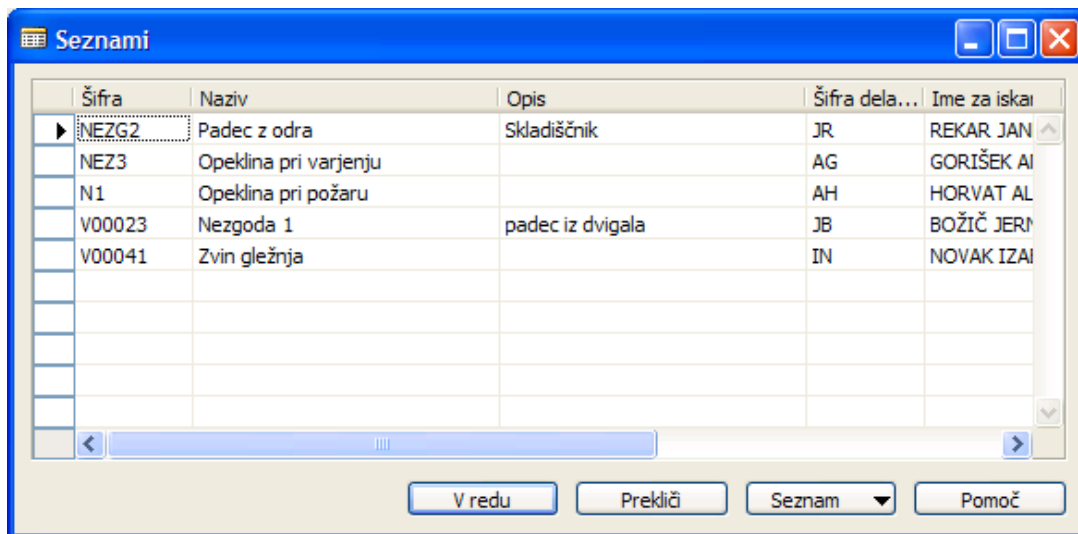 Seznami
Šifra Naziv Opis Šifra dela... Ime za iskar
NEZG2 Padec z odra Skladiščnik JR REKAR JAN
NEZ3 Opeklina pri varjenju AG GORIŠEK AI
N1 Opeklina pri požaru AH HORVAT AL
V00023 Nezgoda 1 padec iz dvigala JB BOŽIČ JERN
V00041 Zvin gležnja IN NOVAK IZAI
V redu Prekliči Seznam Pomoč